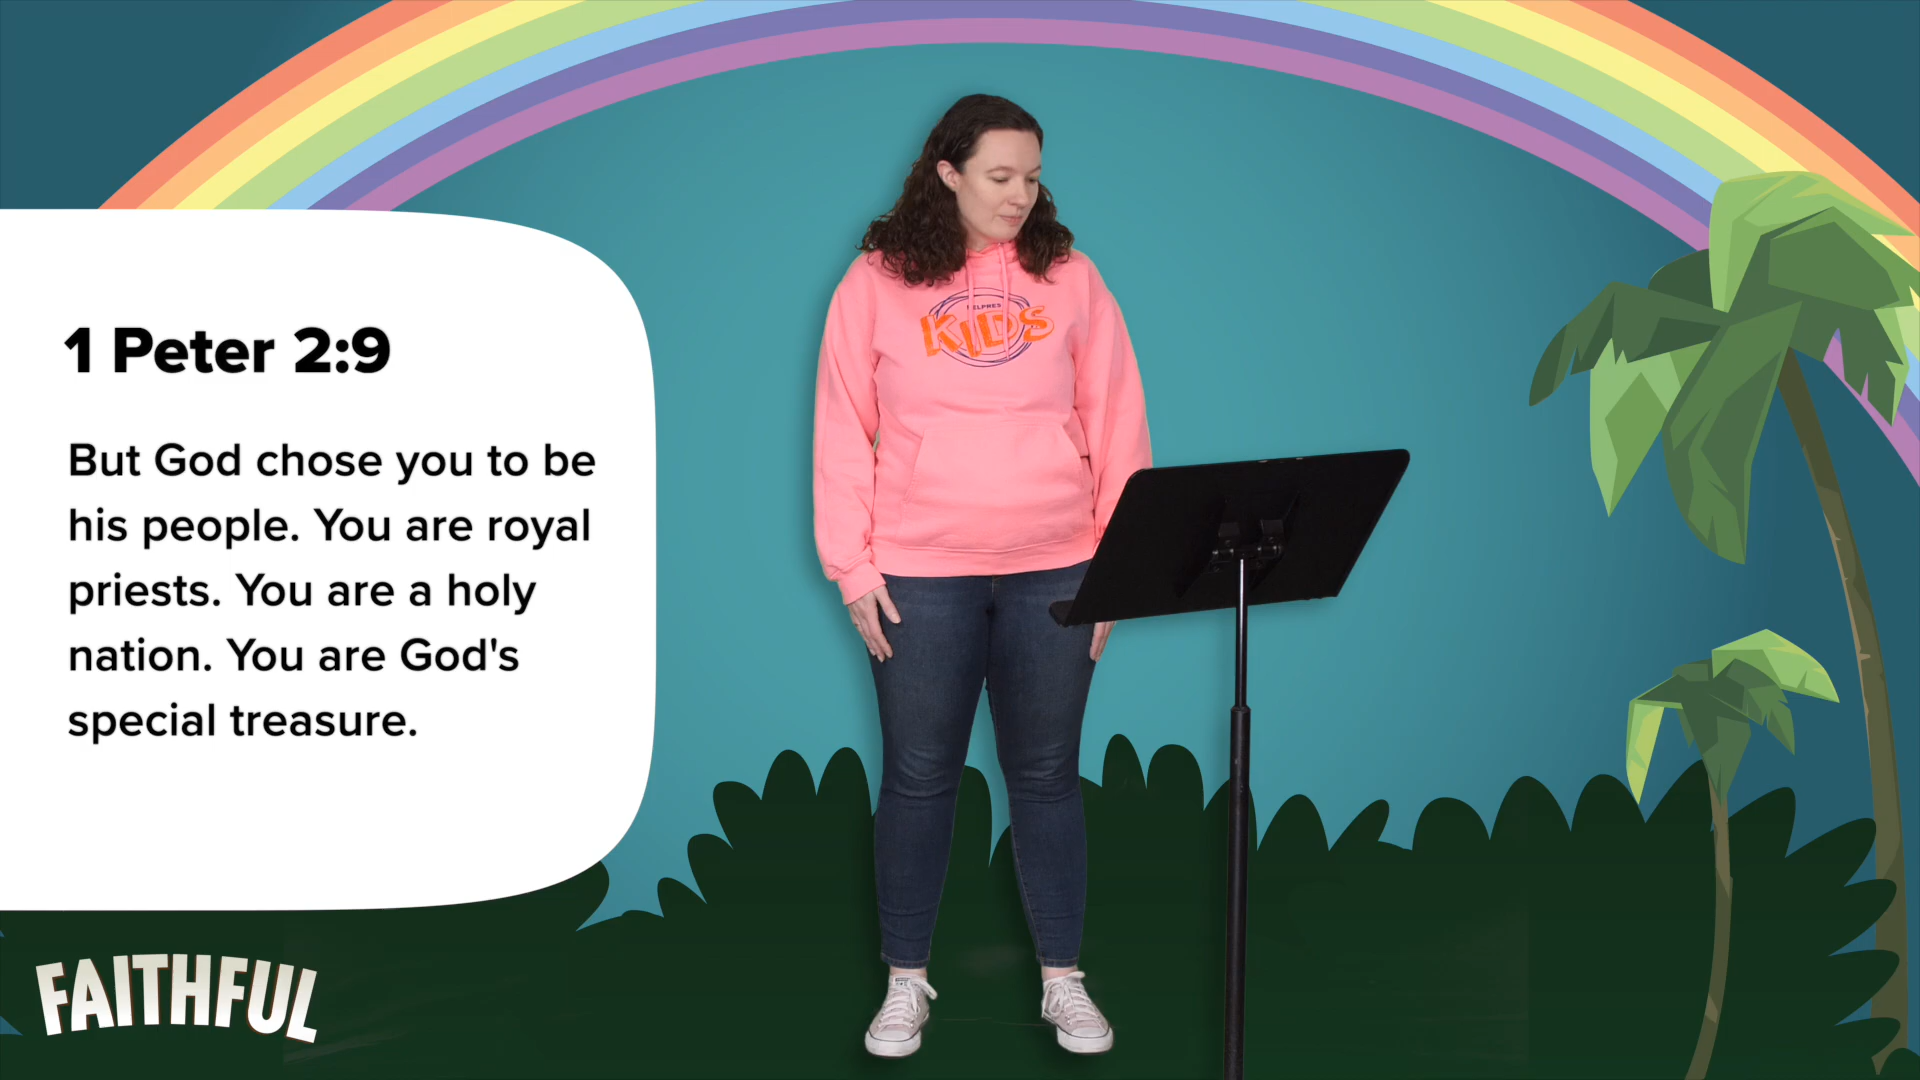 1 Peter 2:9
But God chose you to be
his people. You are royal
priests. You are a holy
nation. You are God's
special treasure.
BELPRES
KIDS
FAITHFUL